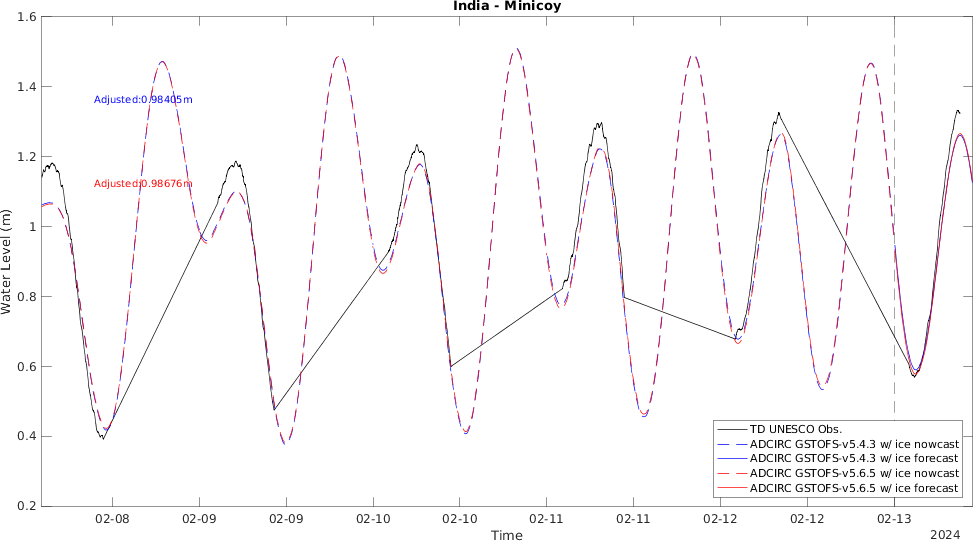 India - Minicoy
1.6
1.4
1.2
1
0.8
0.6
0.4
0.2
Water Level (m)
Adjusted:0.98405m
Adjusted:0.98676m
TD UNESCO Obs.
ADCIRC GSTOFS-v5.4.3 w/ ice nowcast
ADCIRC GSTOFS-v5.4.3 w/ ice forecast
ADCIRC GSTOFS-v5.6.5 w/ ice nowcast
ADCIRC GSTOFS-v5.6.5 w/ ice forecast
02-08 02-09 02-09 02-10 02-10 02-11 02-11 02-12 02-12 02-13
Time
2024